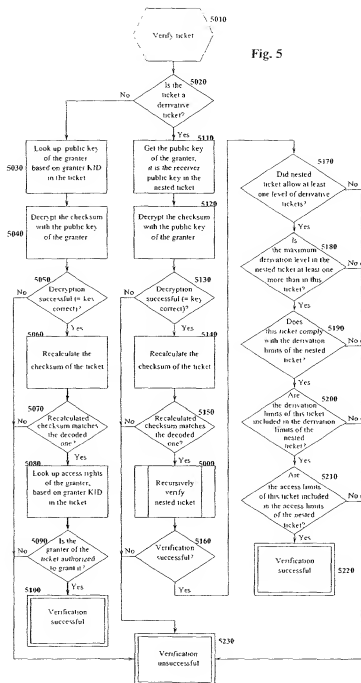 5010
Verify ticket
Fig. 5
5020
Is the
ticket a
derivative
ticket?
No
Yes
5030
Look up public key
of the granter
based on granter KID
in the ticket
5040
Decrypt the checksum
with the public key
of the granter
5050
Decryption
successful (= key
correct)?
No
Yes
5060
Recalculate the
checksum of the ticket
5070
Recalculated
checksum matches
the decoded
one?
No
Yes
5080
Look up access rights
of the granter,
based on granter KID
in the ticket
5090
Is the
granter of the
ticket authorized
to grant it?
No
Yes
5100
Verification
successful
5110
Get the public key
of the granter,
it is the receiver
public key in the
nested ticket
5120
Decrypt the checksum
with the public key
of the granter
5130
Decryption
successful (= key
correct)?
No
Yes
5140
Recalculate the
checksum of the ticket
5150
Recalculated
checksum matches
the decoded
one?
No
Yes
5000
Recursively
verify
nested ticket
5160
Verification
successful?
No
Yes
5170
Did nested
ticket allow at least
one level of derivative
tickets?
No
Yes
5180
Is
the maximum
derivation level in the
nested ticket at least one
more than in this
ticket?
No
Yes
5190
Does
this ticket comply
with the derivation
limits of the nested
ticket?
No
Yes
5200
Are
the derivation
limits of this ticket
included in the derivation
limits of the
nested
ticket?
No
Yes
5210
Are
the access limits
of this ticket included
in the access limits
of the nested
ticket?
No
Yes
Verification
successful
5220
5230
Verification
unsuccessful